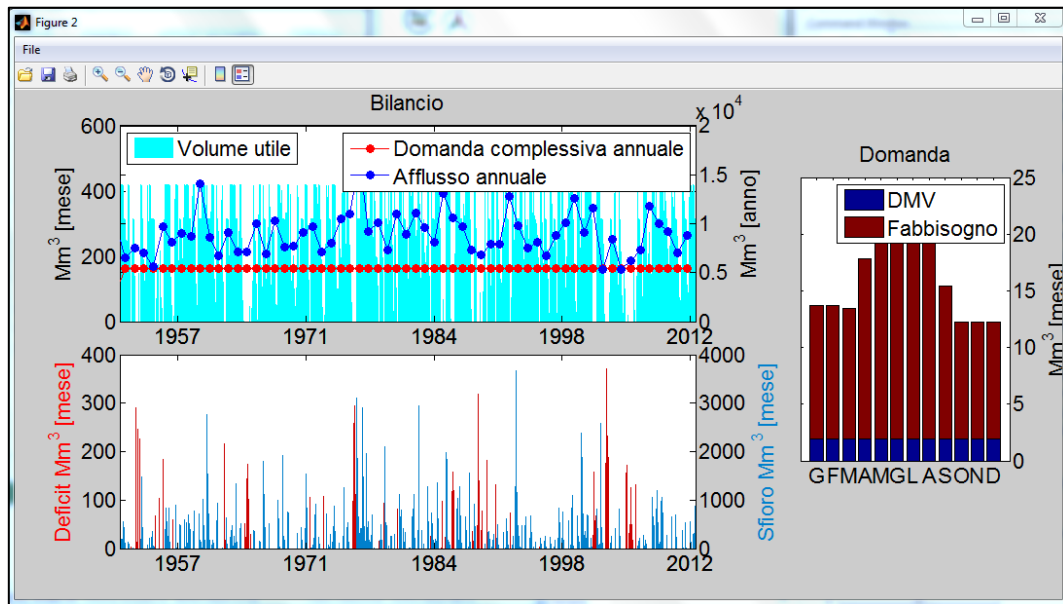 Figure 2
File
Bilancio
x 10^4
Volume utile
Domanda complessiva annuale
Afflusso annuale
Mm^3 [mese]
600
400
200
0
2
1.5
1
0.5
0
Mm^3 [anno]
1957 1971 1984 1998 2012
Deficit Mm^3 [mese]
400
300
200
100
0
4000
3000
2000
1000
0
Sfioro Mm^3 [mese]
1957 1971 1984 1998 2012
Domanda
DMV
Fabbisogno
25
20
15
10
5
0
Mm^3 [mese]
G F M A M G L A S O N D